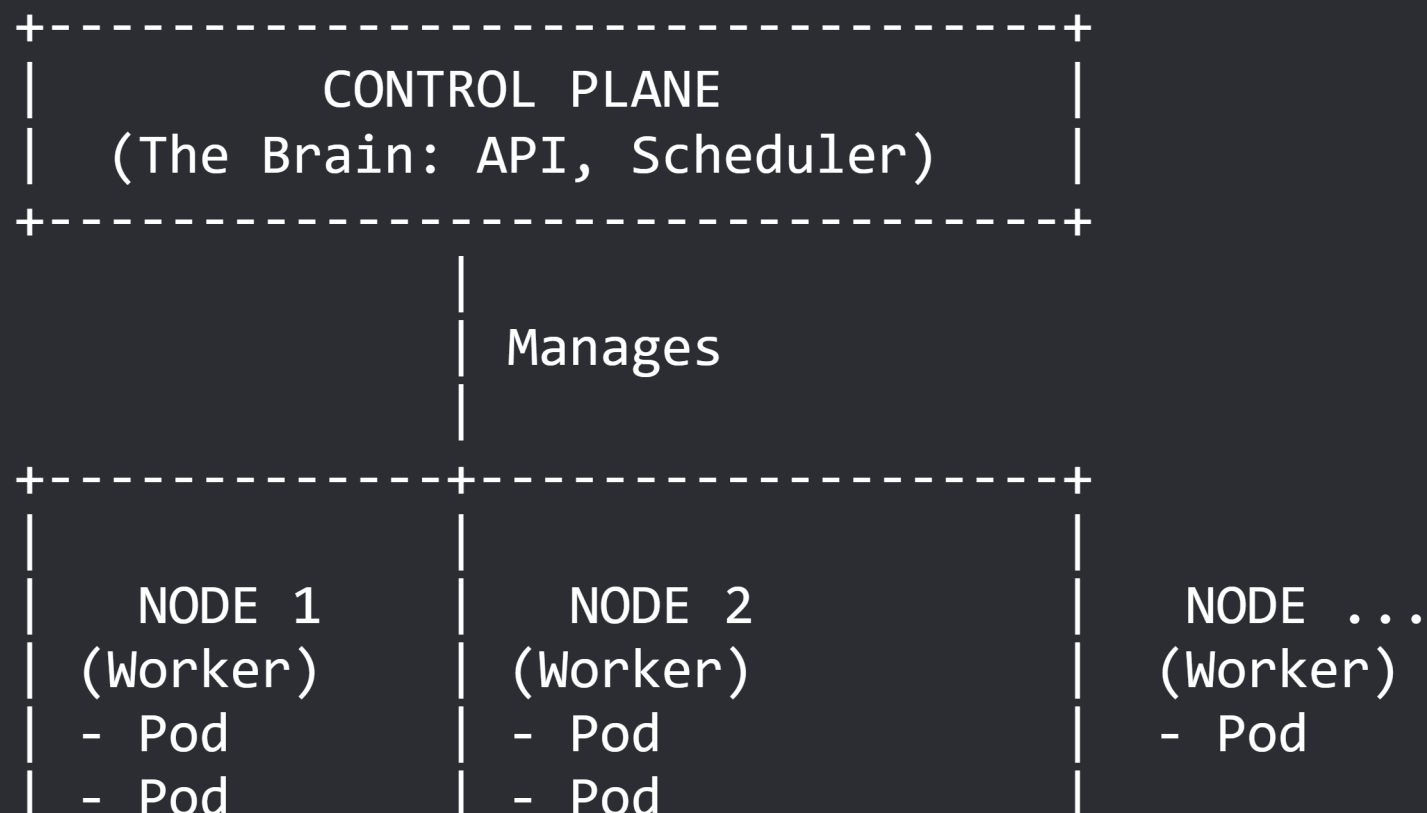 +---------------------------------+
|         CONTROL PLANE           |
|  (The Brain: API, Scheduler)    |
+---------------------------------+
              |
              | Manages
              |
+-------------+-------------------+
|             |                   |
|   NODE 1    |   NODE 2          |   NODE ...
| (Worker)    | (Worker)          |  (Worker)
| - Pod       | - Pod             |  - Pod
| - Pod       | - Pod             |